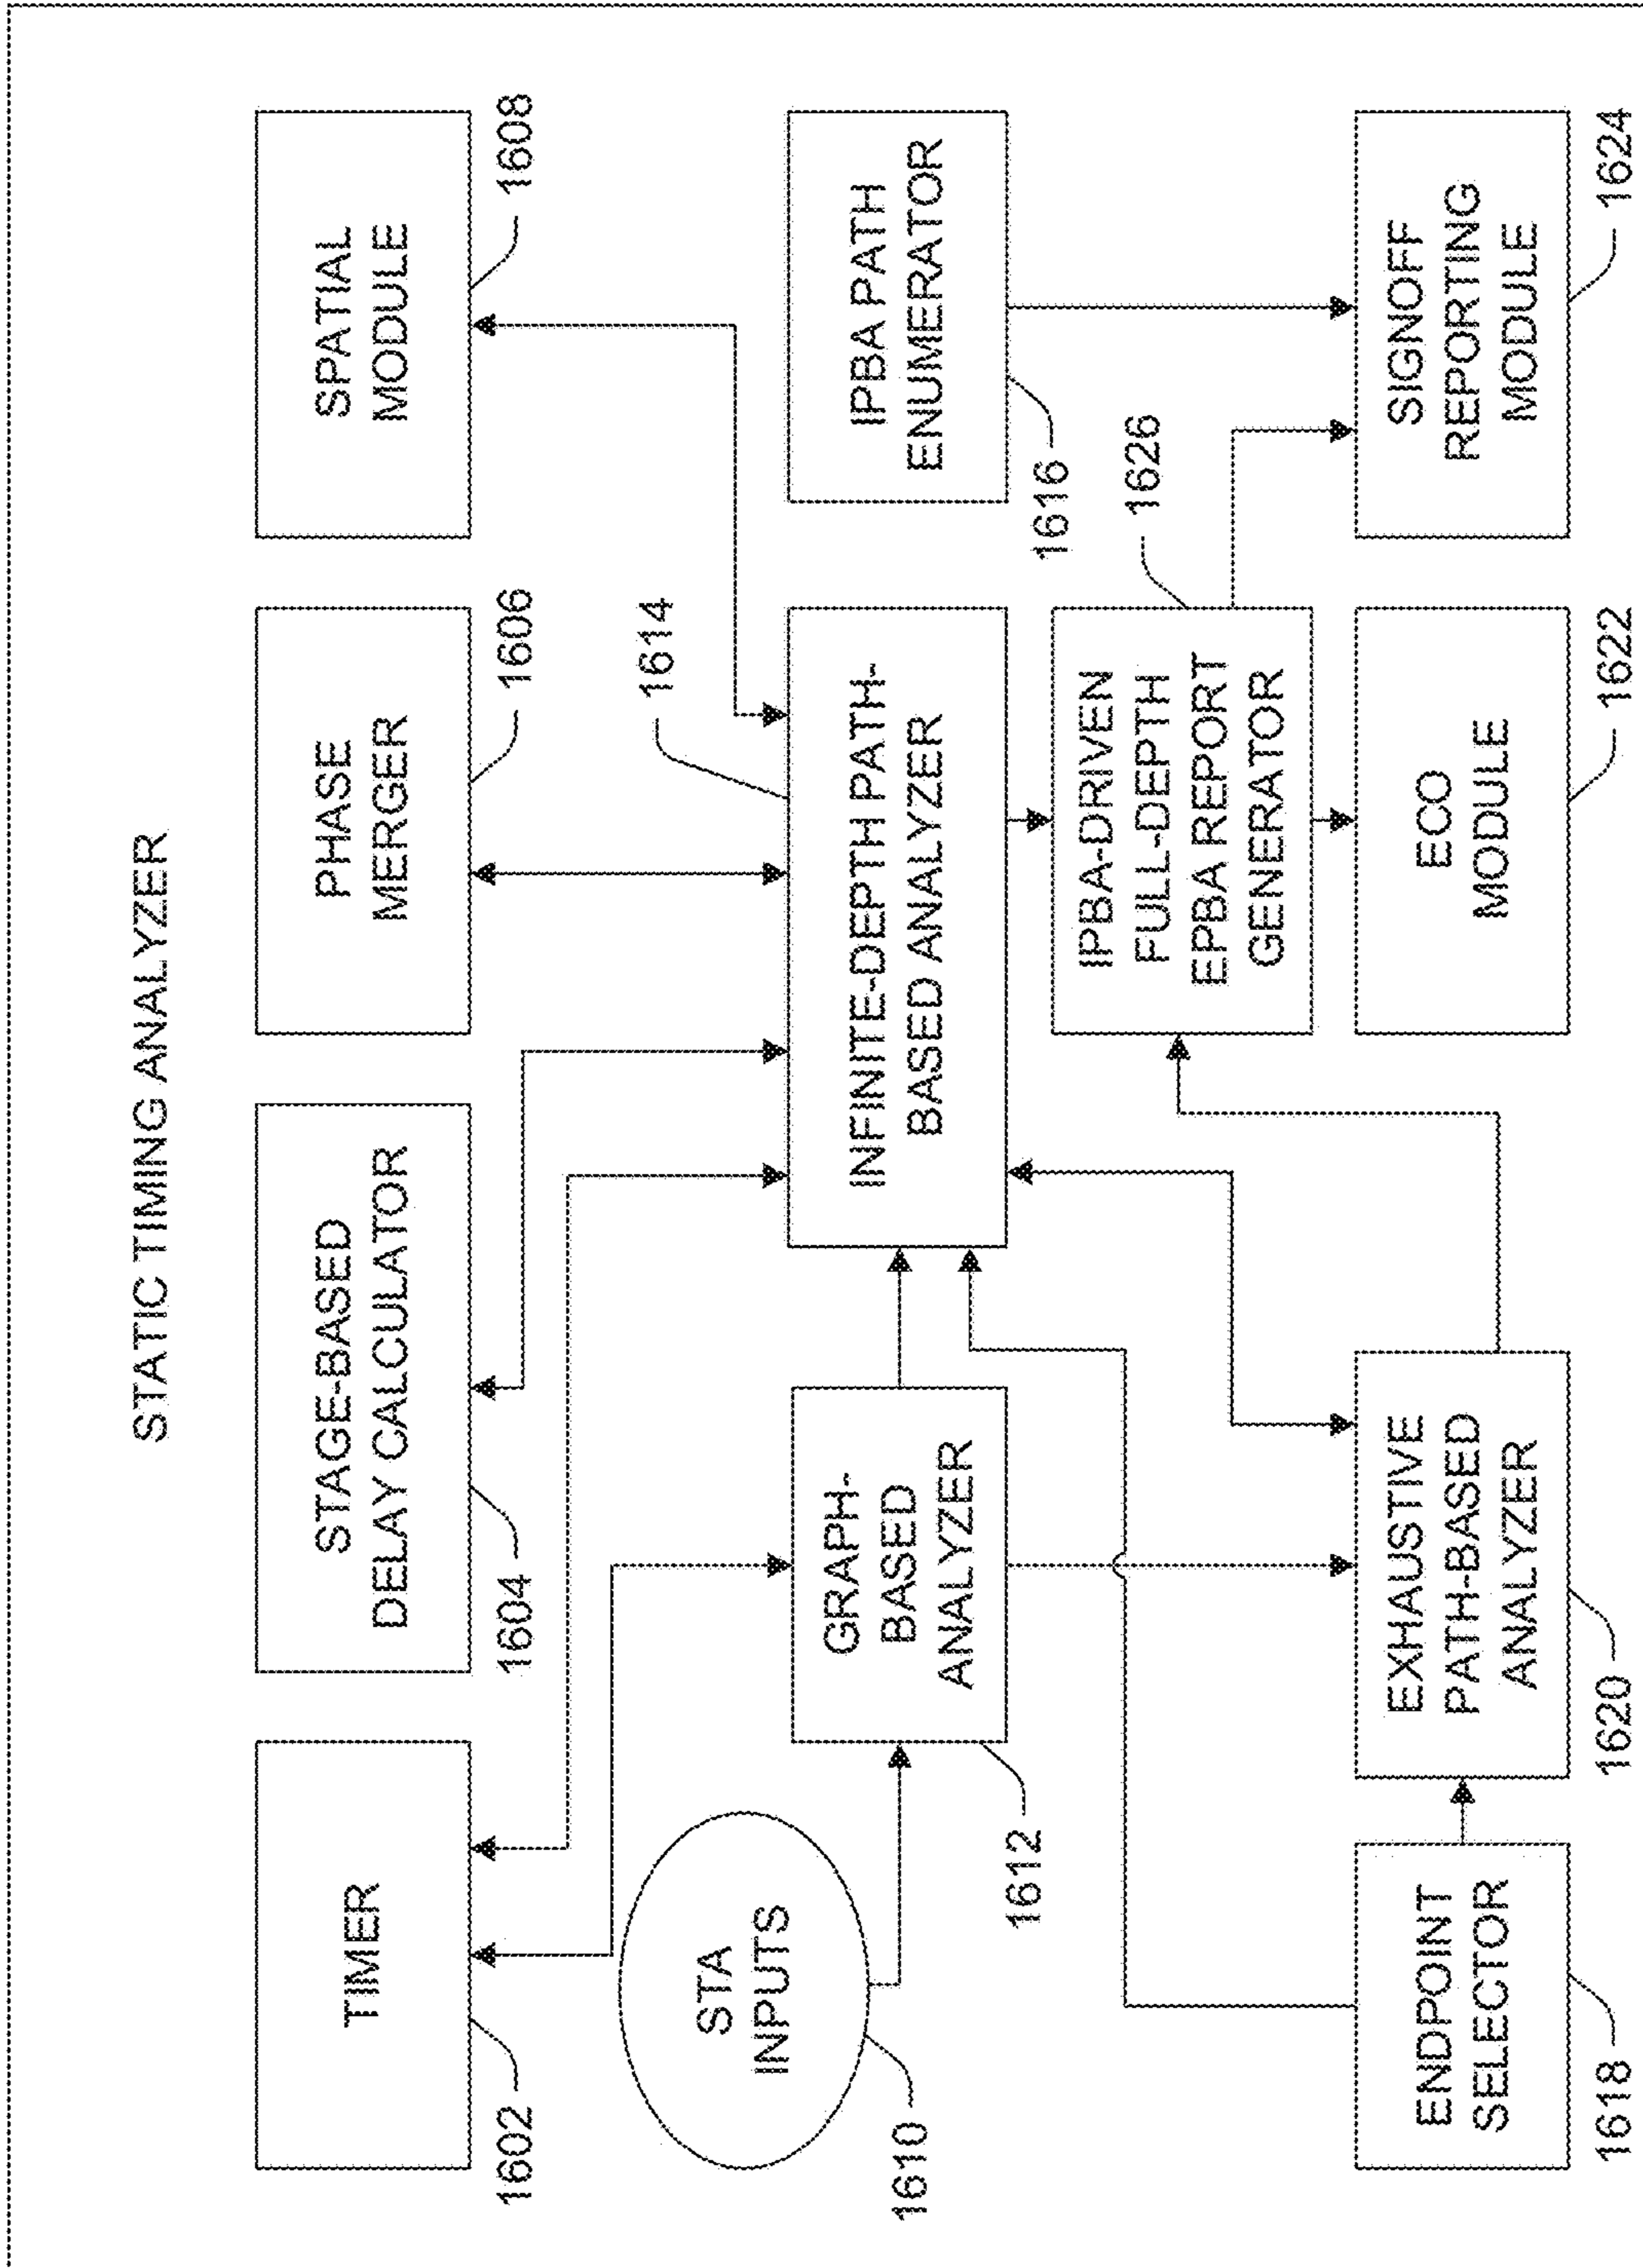 STATIC TIMING ANALYZER
TIMER
1602
STAGE-BASED
DELAY CALCULATOR
1604
PHASE
MERGER
1606
SPATIAL
MODULE
1608
STA
INPUTS
1610
GRAPH-
BASED
ANALYZER
1612
INFINITE-DEPTH PATH-
BASED ANALYZER
1614
IPBA PATH
ENUMERATOR
1616
IPBA-DRIVEN
FULL-DEPTH
EPBA REPORT
GENERATOR
1626
ENDPOINT
SELECTOR
1618
EXHAUSTIVE
PATH-BASED
ANALYZER
1620
ECO
MODULE
1622
SIGNOFF
REPORTING
MODULE
1624